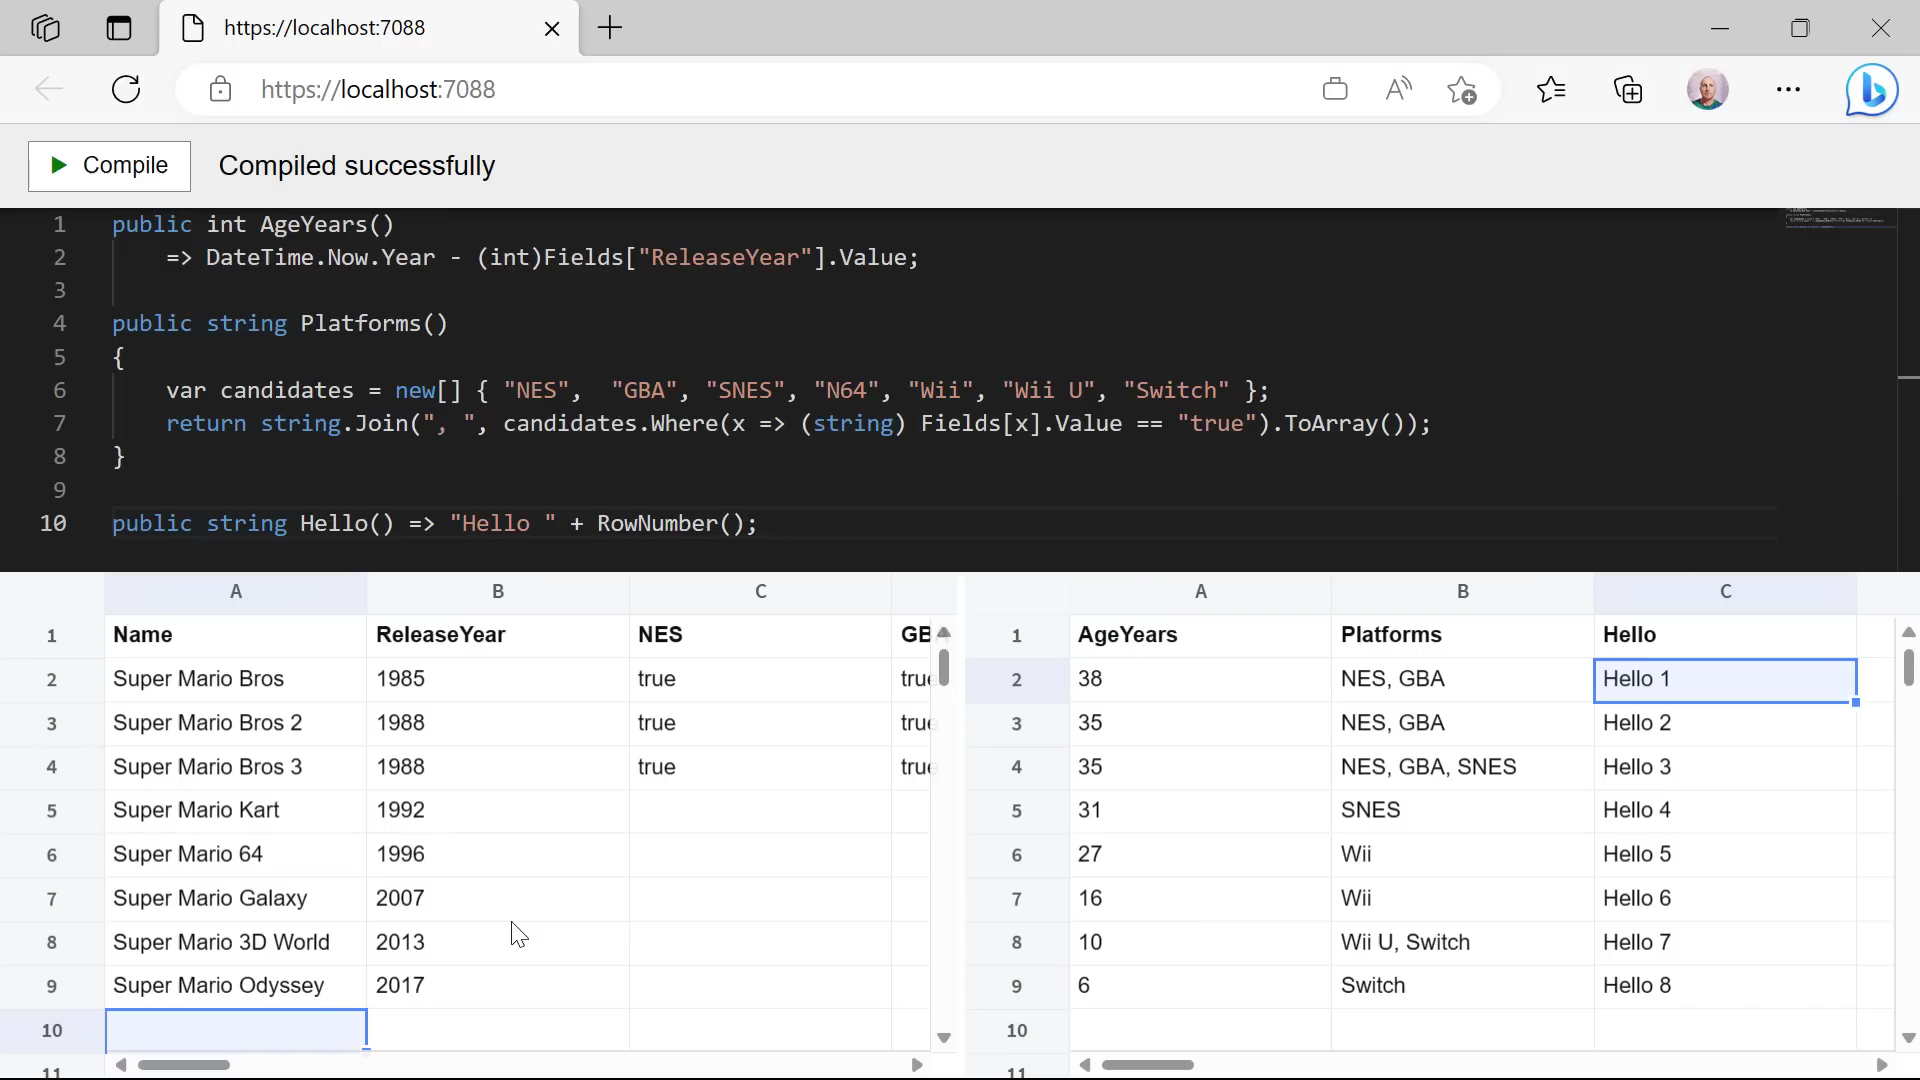 https://localhost:7088
https://localhost:7088
Compile Compiled successfully
1 public int AgeYears()
2 => DateTime.Now.Year - (int)Fields["ReleaseYear"].Value;
3
4 public string Platforms()
5 {
6 var candidates = new[] { "NES",  "GBA", "SNES", "N64", "Wii", "Wii U", "Switch" };
7 return string.Join(", ", candidates.Where(x => (string) Fields[x].Value == "true").ToArray());
8 }
9
10 public string Hello() => "Hello " + RowNumber();
A B C
1 Name ReleaseYear NES GB
2 Super Mario Bros 1985 true true
3 Super Mario Bros 2 1988 true true
4 Super Mario Bros 3 1988 true true
5 Super Mario Kart 1992
6 Super Mario 64 1996
7 Super Mario Galaxy 2007
8 Super Mario 3D World 2013
9 Super Mario Odyssey 2017
10
11
A B C
1 AgeYears Platforms Hello
2 38 NES, GBA Hello 1
3 35 NES, GBA Hello 2
4 35 NES, GBA, SNES Hello 3
5 31 SNES Hello 4
6 27 Wii Hello 5
7 16 Wii Hello 6
8 10 Wii U, Switch Hello 7
9 6 Switch Hello 8
10
11